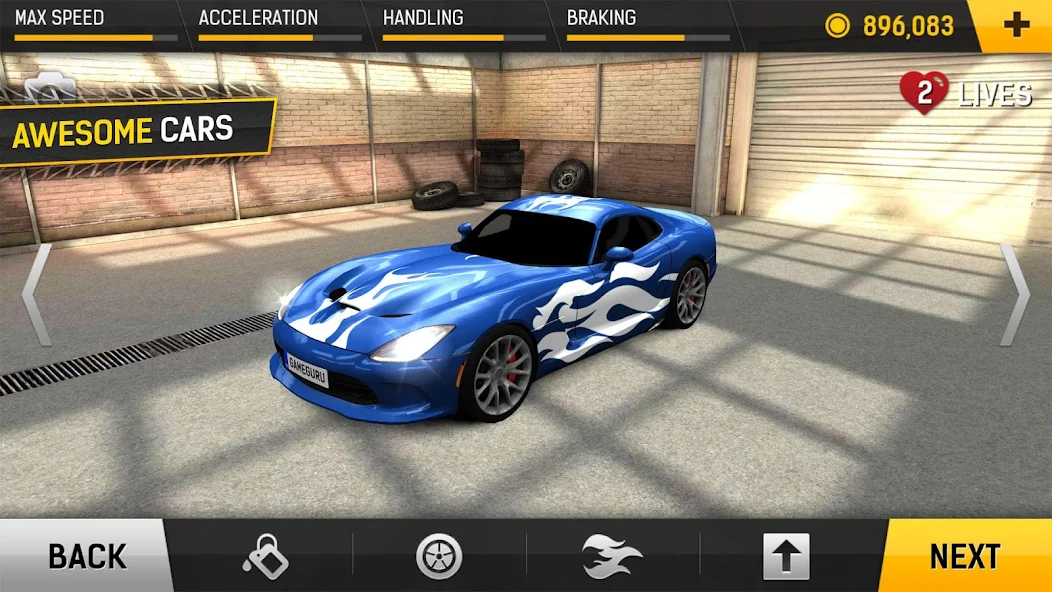 MAX SPEED
ACCELERATION
HANDLING
BRAKING
896,083
+
2 LIVES
AWESOME CARS
GAMEGURU
BACK
NEXT